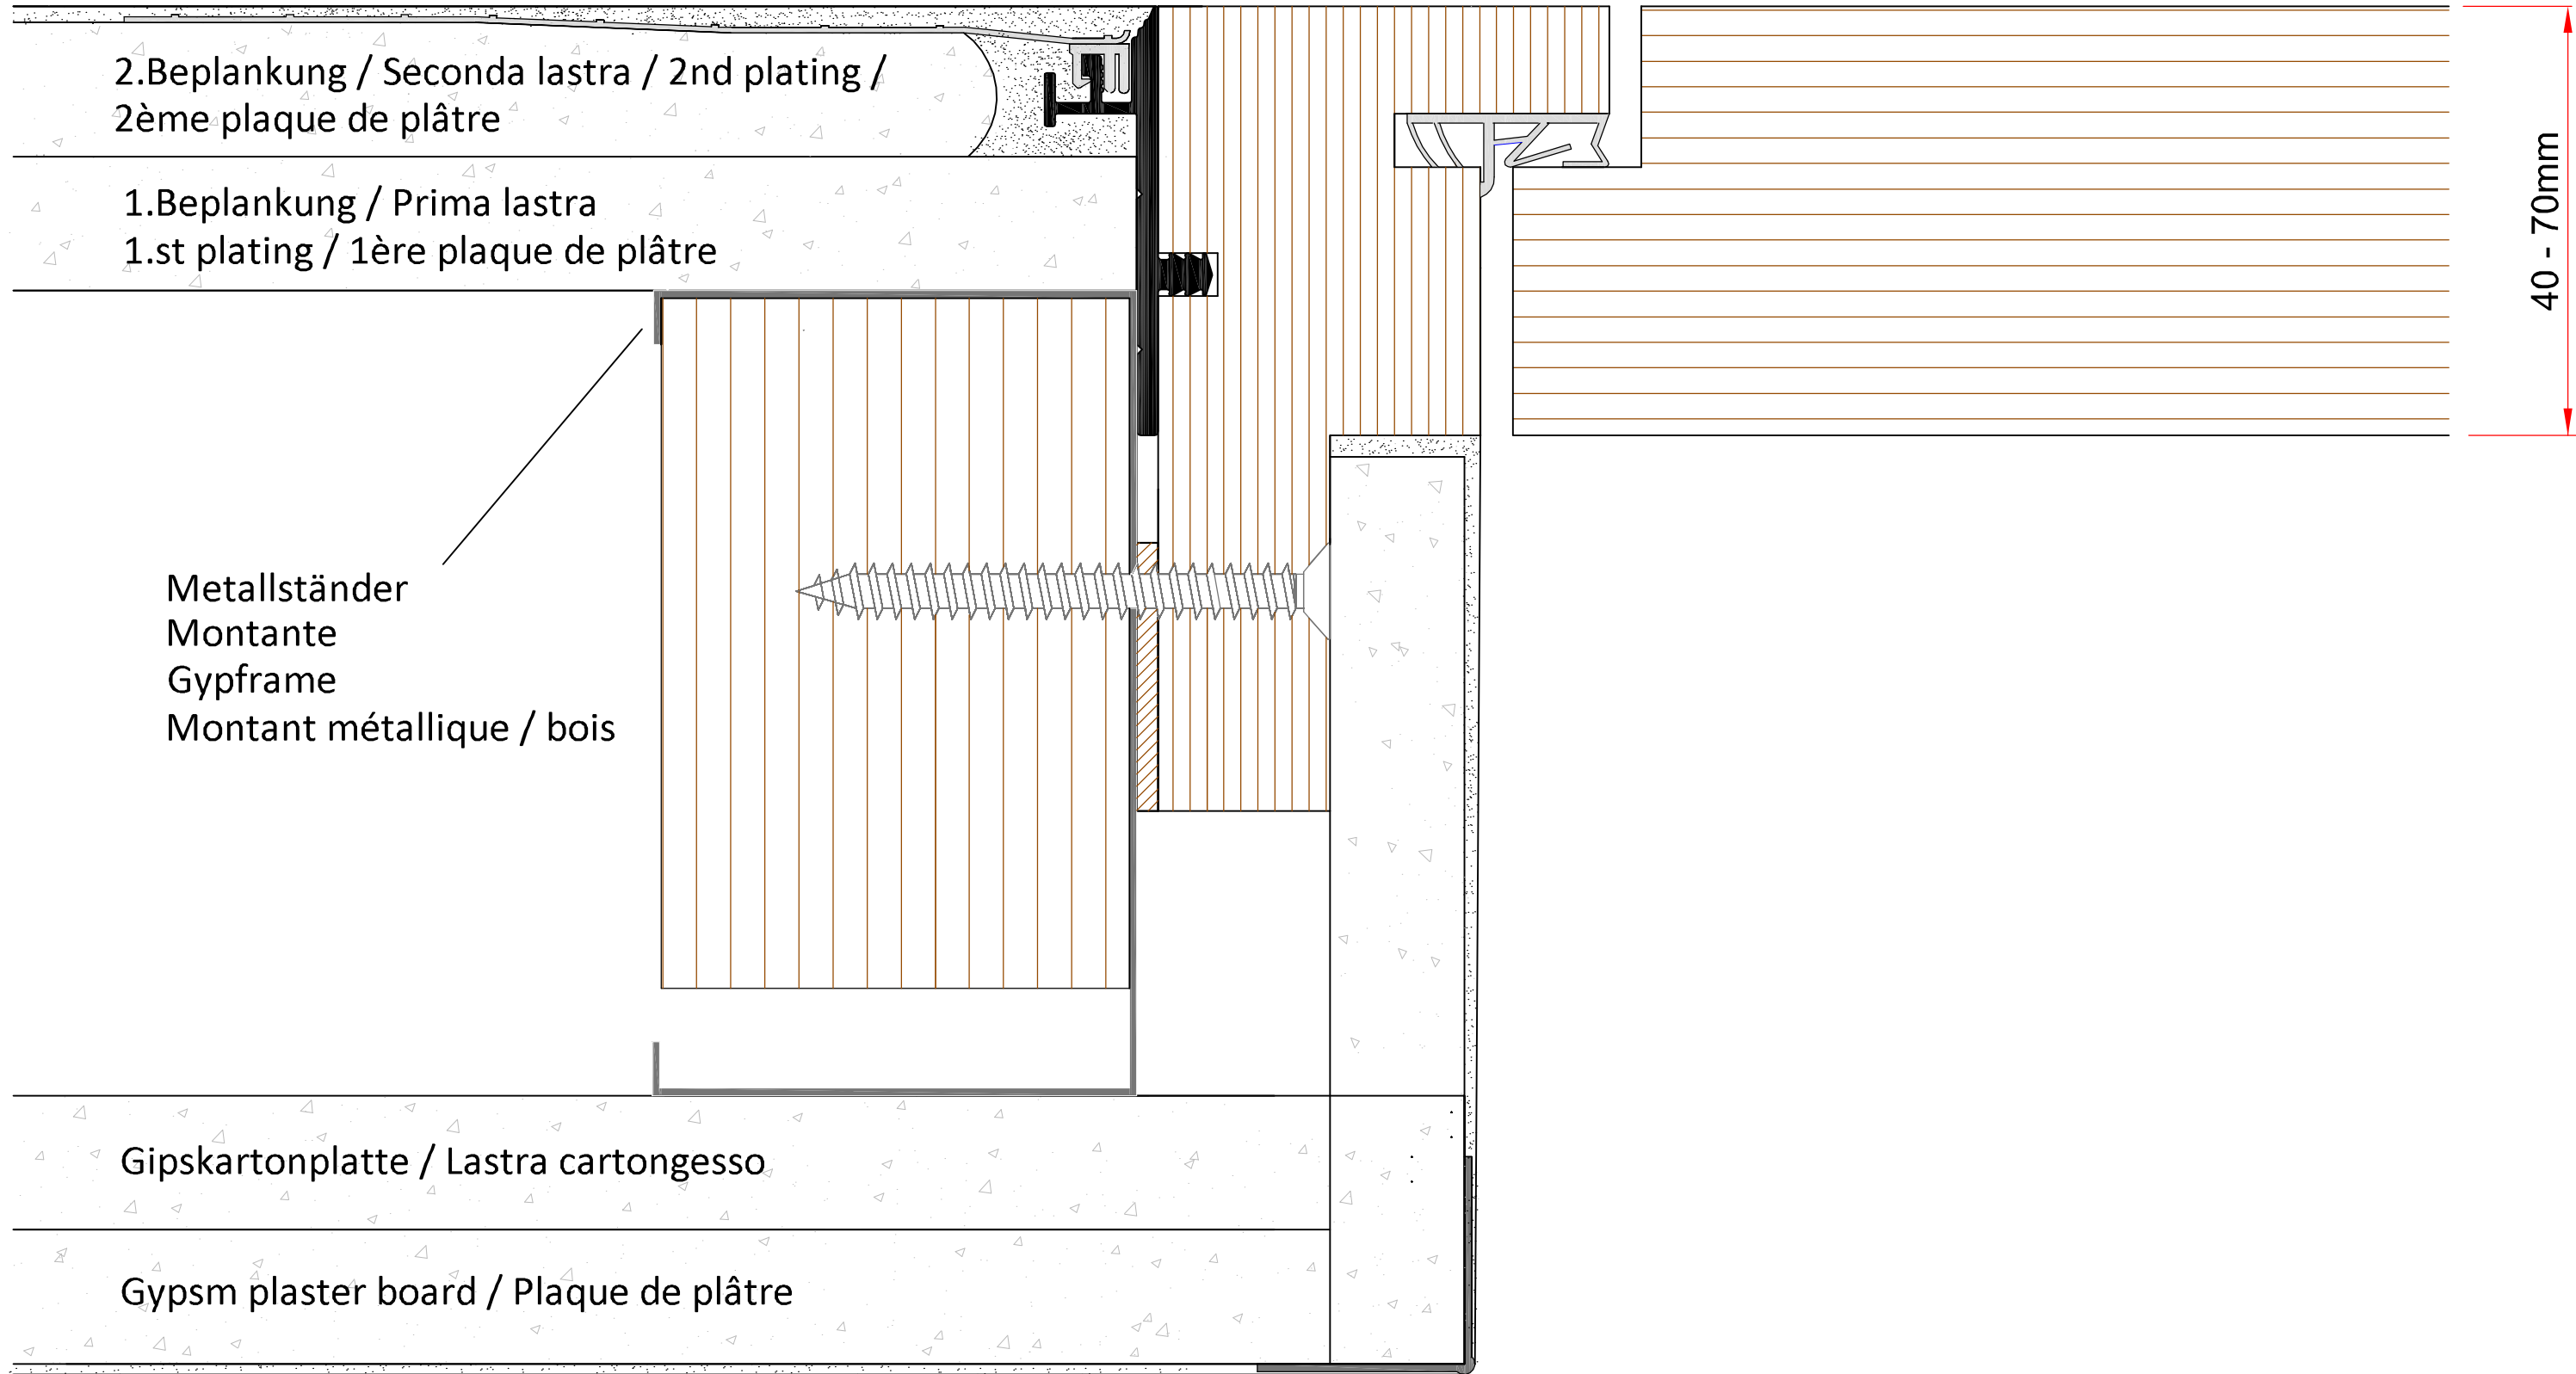 2.Beplankung / Seconda lastra / 2nd plating /
2ème plaque de plâtre
1.Beplankung / Prima lastra
1.st plating / 1ère plaque de plâtre
40 - 70mm
Metallständer
Montante
Gypframe
Montant métallique / bois
Gipskartonplatte / Lastra cartongesso
Gypsm plaster board / Plaque de plâtre